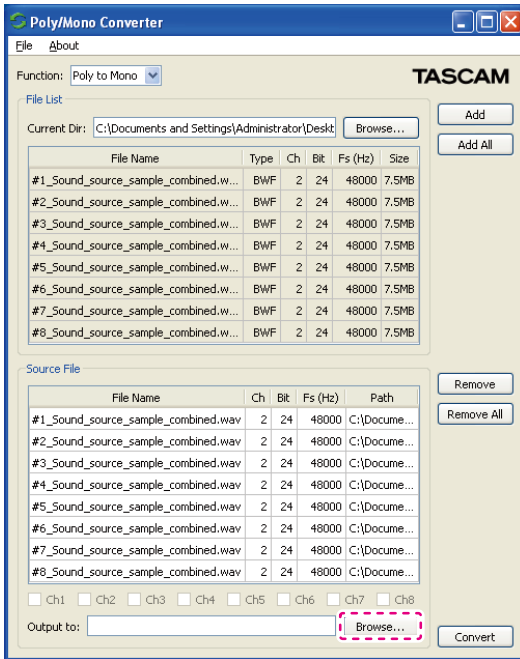 Poly/Mono Converter
File About
Function: Poly to Mono
TASCAM
File List
Current Dir: C:\Documents and Settings\Administrator\Deskt Browse...
Add
Add All
File Name Type Ch Bit Fs (Hz) Size
#1_Sound_source_sample_combined.w... BWF 2 24 48000 7.5MB
#2_Sound_source_sample_combined.w... BWF 2 24 48000 7.5MB
#3_Sound_source_sample_combined.w... BWF 2 24 48000 7.5MB
#4_Sound_source_sample_combined.w... BWF 2 24 48000 7.5MB
#5_Sound_source_sample_combined.w... BWF 2 24 48000 7.5MB
#6_Sound_source_sample_combined.w... BWF 2 24 48000 7.5MB
#7_Sound_source_sample_combined.w... BWF 2 24 48000 7.5MB
#8_Sound_source_sample_combined.w... BWF 2 24 48000 7.5MB
Source File
Remove
Remove All
File Name Ch Bit Fs (Hz) Path
#1_Sound_source_sample_combined.wav 2 24 48000 C:\Docume...
#2_Sound_source_sample_combined.wav 2 24 48000 C:\Docume...
#3_Sound_source_sample_combined.wav 2 24 48000 C:\Docume...
#4_Sound_source_sample_combined.wav 2 24 48000 C:\Docume...
#5_Sound_source_sample_combined.wav 2 24 48000 C:\Docume...
#6_Sound_source_sample_combined.wav 2 24 48000 C:\Docume...
#7_Sound_source_sample_combined.wav 2 24 48000 C:\Docume...
#8_Sound_source_sample_combined.wav 2 24 48000 C:\Docume...
Ch1 Ch2 Ch3 Ch4 Ch5 Ch6 Ch7 Ch8
Output to: Browse...
Convert